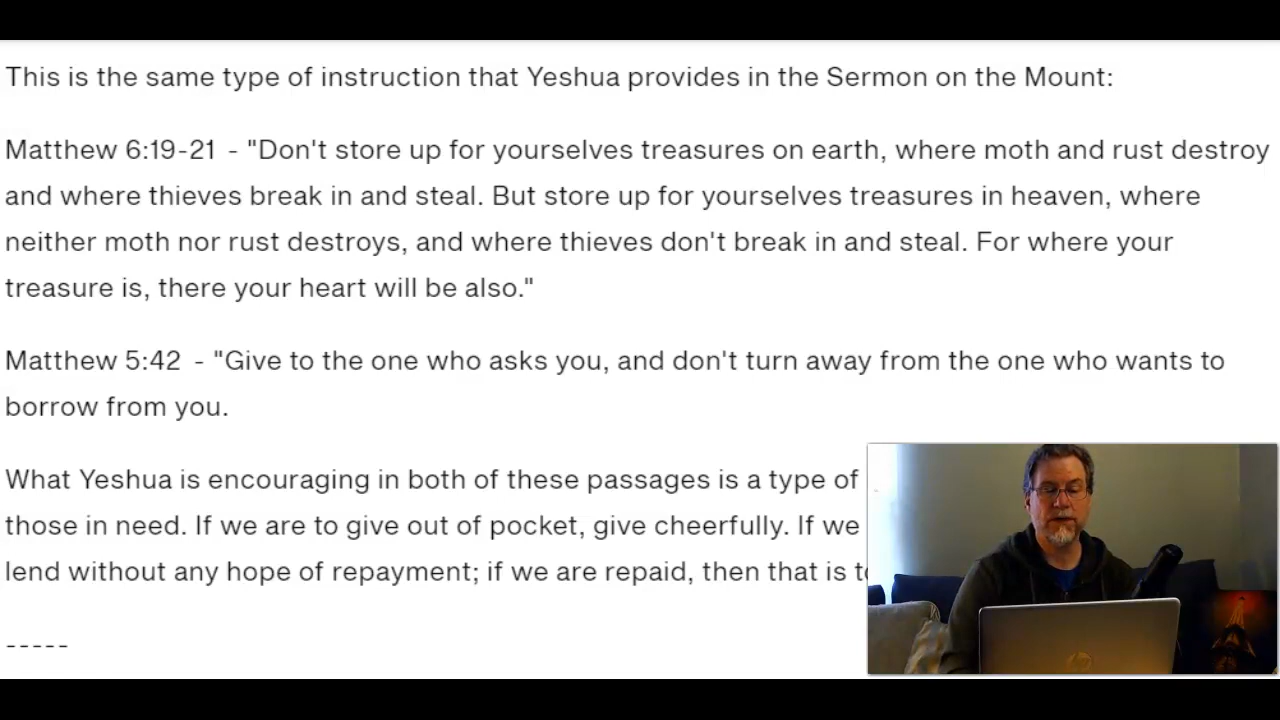 This is the same type of instruction that Yeshua provides in the Sermon on the Mount:
Matthew 6:19-21 - "Don't store up for yourselves treasures on earth, where moth and rust destroy
and where thieves break in and steal. But store up for yourselves treasures in heaven, where
neither moth nor rust destroys, and where thieves don't break in and steal. For where your
treasure is, there your heart will be also."
Matthew 5:42 - "Give to the one who asks you, and don't turn away from the one who wants to
borrow from you.
What Yeshua is encouraging in both of these passages is a type of
those in need. If we are to give out of pocket, give cheerfully. If we
lend without any hope of repayment; if we are repaid, then that is
-----